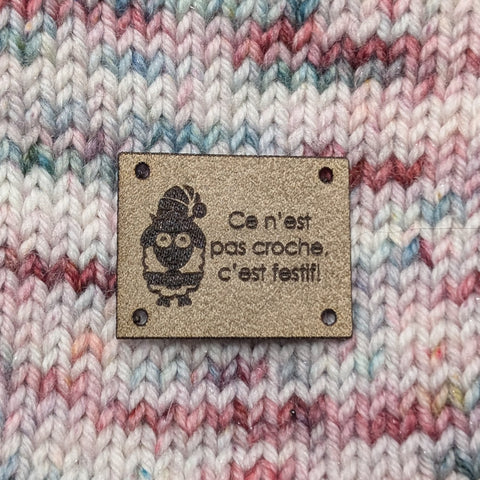 Ce n'est
pas croche,
c'est festif!